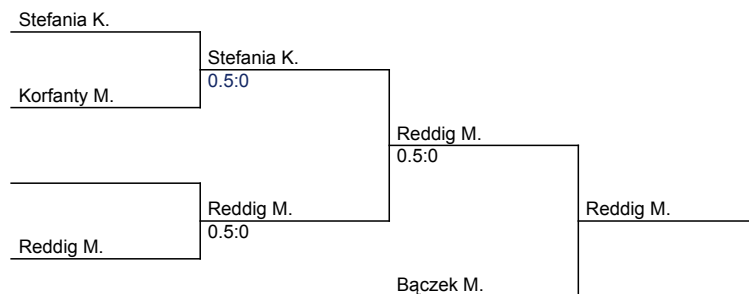 Stefania K.
Stefania K.
0.5:0
Korfanty M.
Reddig M.
0.5:0
Reddig M.
0.5:0
Reddig M.
Reddig M.
Bączek M.